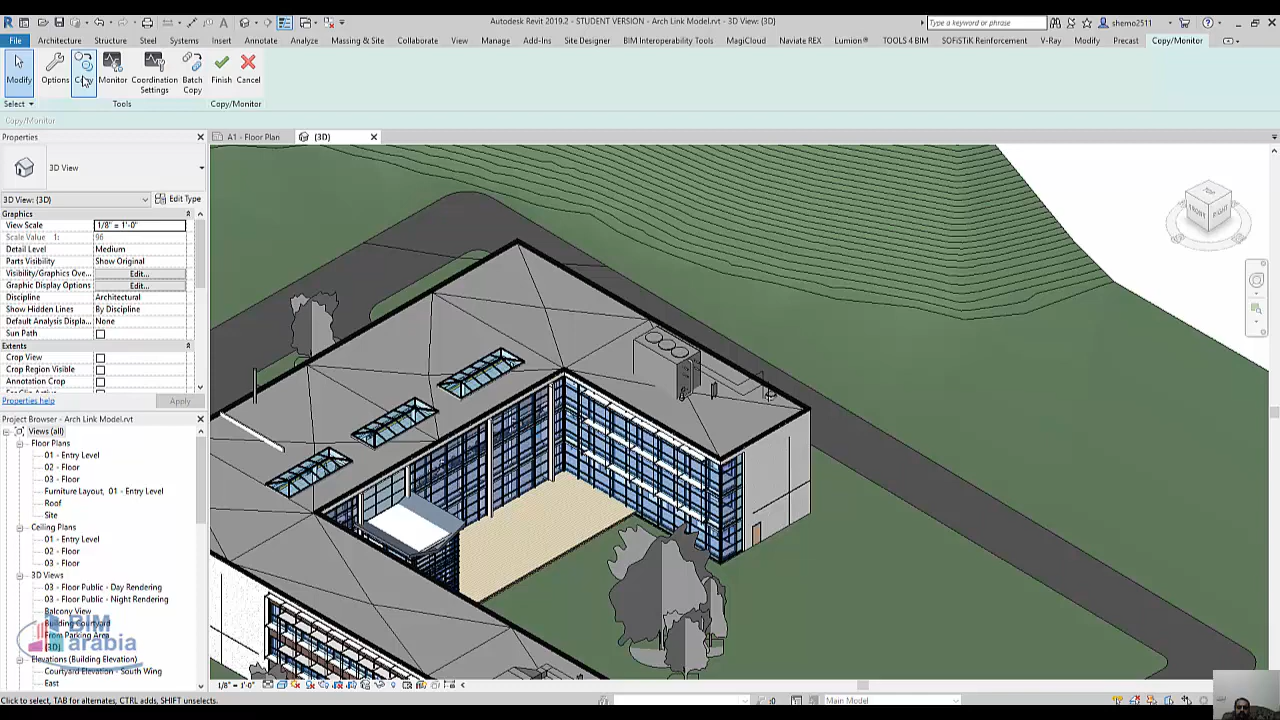 Autodesk Revit 2019.2 - STUDENT VERSION - Arch Link Model.rvt - 3D View: {3D}
Type a keyword or phrase
shemo2511
File Architecture Structure Steel Systems Insert Annotate Analyze Massing & Site Collaborate View Manage Add-Ins Site Designer BIM Interoperability Tools MagiCloud Naviate REX Lumion® TOOLS 4 BIM SOFiSTiK Reinforcement V-Ray Modify Precast Copy/Monitor
Modify Options Copy Monitor Coordination Settings Batch Copy Finish Cancel
Select Tools Copy/Monitor
Copy/Monitor
Properties
A1 - Floor Plan {3D}
3D View
3D View: {3D} Edit Type
Graphics
View Scale 1/8" = 1'-0"
Scale Value 1: 96
Detail Level Medium
Parts Visibility Show Original
Visibility/Graphics Ove... Edit...
Graphic Display Options Edit...
Discipline Architectural
Show Hidden Lines By Discipline
Default Analysis Displa... None
Sun Path
Extents
Crop View
Crop Region Visible
Annotation Crop
Properties help Apply
Project Browser - Arch Link Model.rvt
Views (all)
Floor Plans
01 - Entry Level
02 - Floor
03 - Floor
Furniture Layout, 01 - Entry Level
Roof
Site
Ceiling Plans
01 - Entry Level
02 - Floor
03 - Floor
3D Views
03 - Floor Public - Day Rendering
03 - Floor Public - Night Rendering
Balcony View
Building Courtyard
From Parking Area
{3D}
BIM
arabia
Elevations (Building Elevation)
Courtyard Elevation - South Wing
East
TOP
FRONT RIGHT
1/8" = 1'-0"
Click to select, TAB for alternates, CTRL adds, SHIFT unselects.
:0
Main Model